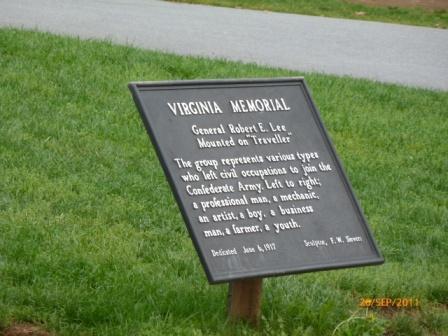 VIRGINIA MEMORIAL
General Robert E. Lee
Mounted on "Traveller"
The group represents various types
who left civil occupations to join the
Confederate Army. Left to right;
a professional man, a mechanic,
an artist, a boy, a business
man, a farmer, a youth.
Dedicated June 6, 1917 Sculptor, F. W. Sievers
26/SEP/2011